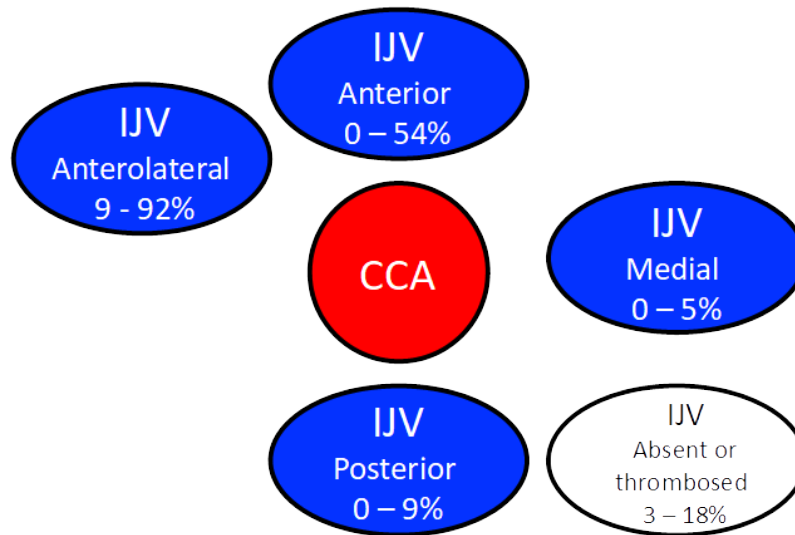 IJV
Anterior
0 – 54%
IJV
Anterolateral
9 - 92%
CCA
IJV
Medial
0 – 5%
IJV
Posterior
0 – 9%
IJV
Absent or
thrombosed
3 – 18%